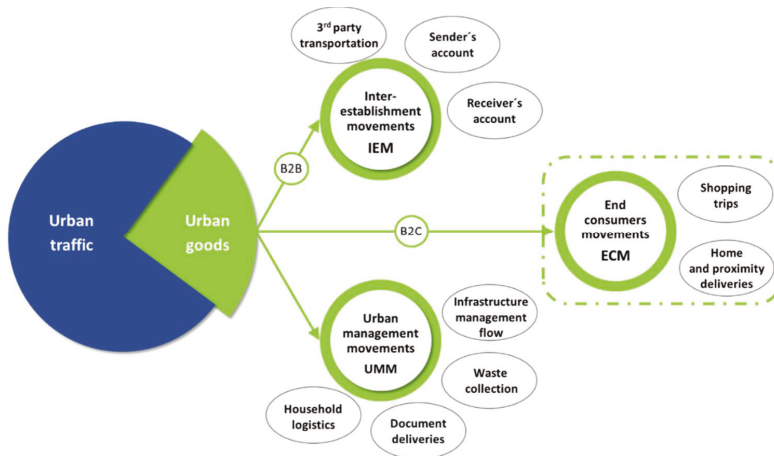 Urban
traffic
Urban
goods
B2B
B2C
3rd party
transportation
Sender´s
account
Receiver´s
account
Inter-
establishment
movements
IEM
End
consumers
movements
ECM
Shopping
trips
Home
and proximity
deliveries
Urban
management
movements
UMM
Infrastructure
management
flow
Waste
collection
Document
deliveries
Household
logistics